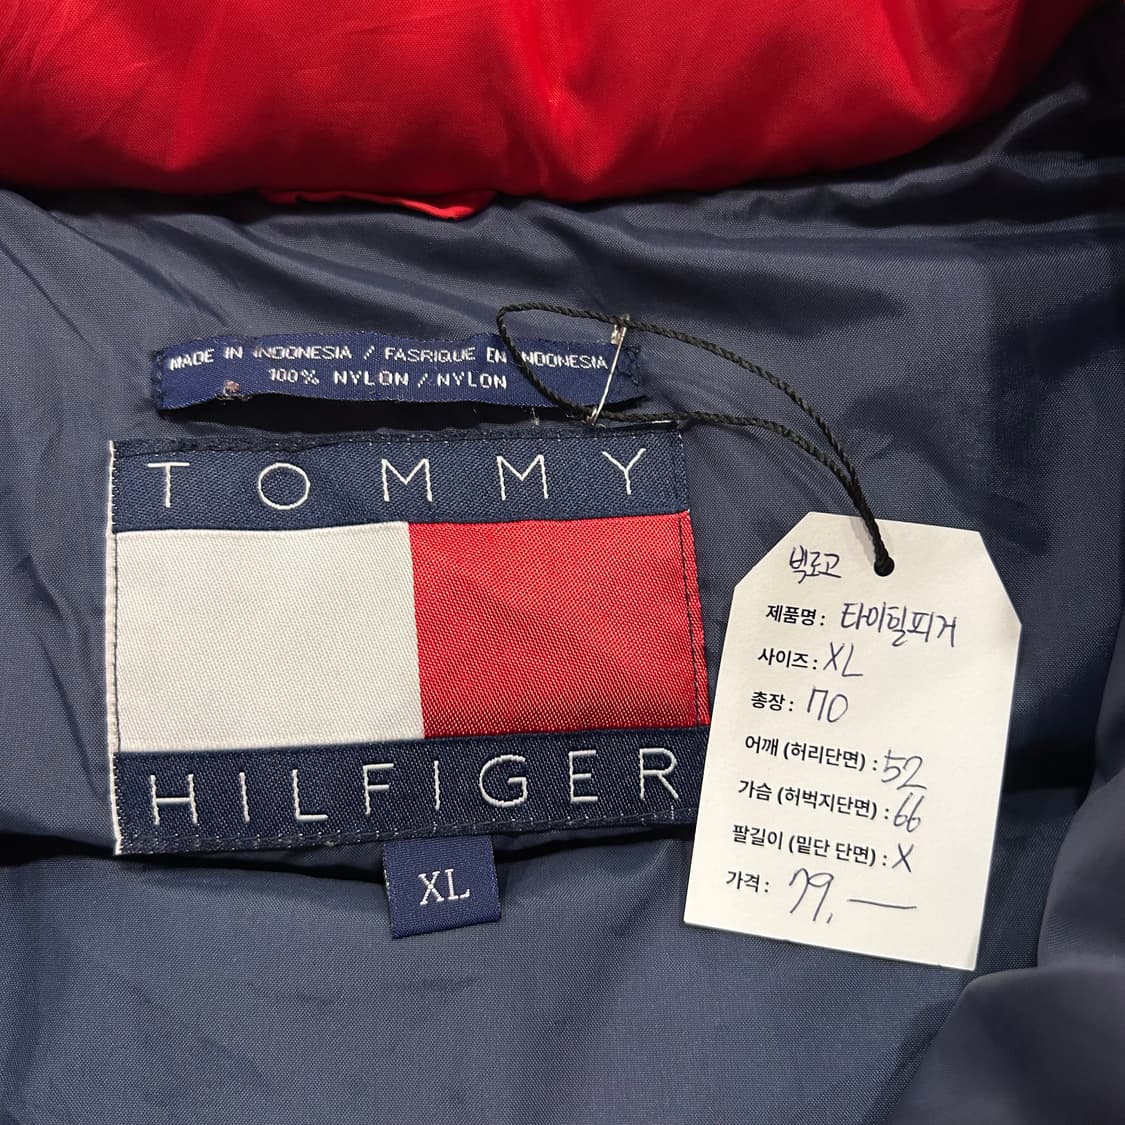 MADE IN INDONESIA / FABRIQUE EN INDONESIA
100% NYLON / NYLON
TOMMY
HILFIGER
XL
빅로고
제품명 : 타미힐피거
사이즈 : XL
총장 : 70
어깨 (허리단면) : 52
가슴 (허벅지단면) : 66
팔길이 (밑단 단면) : X
가격 : 79,—